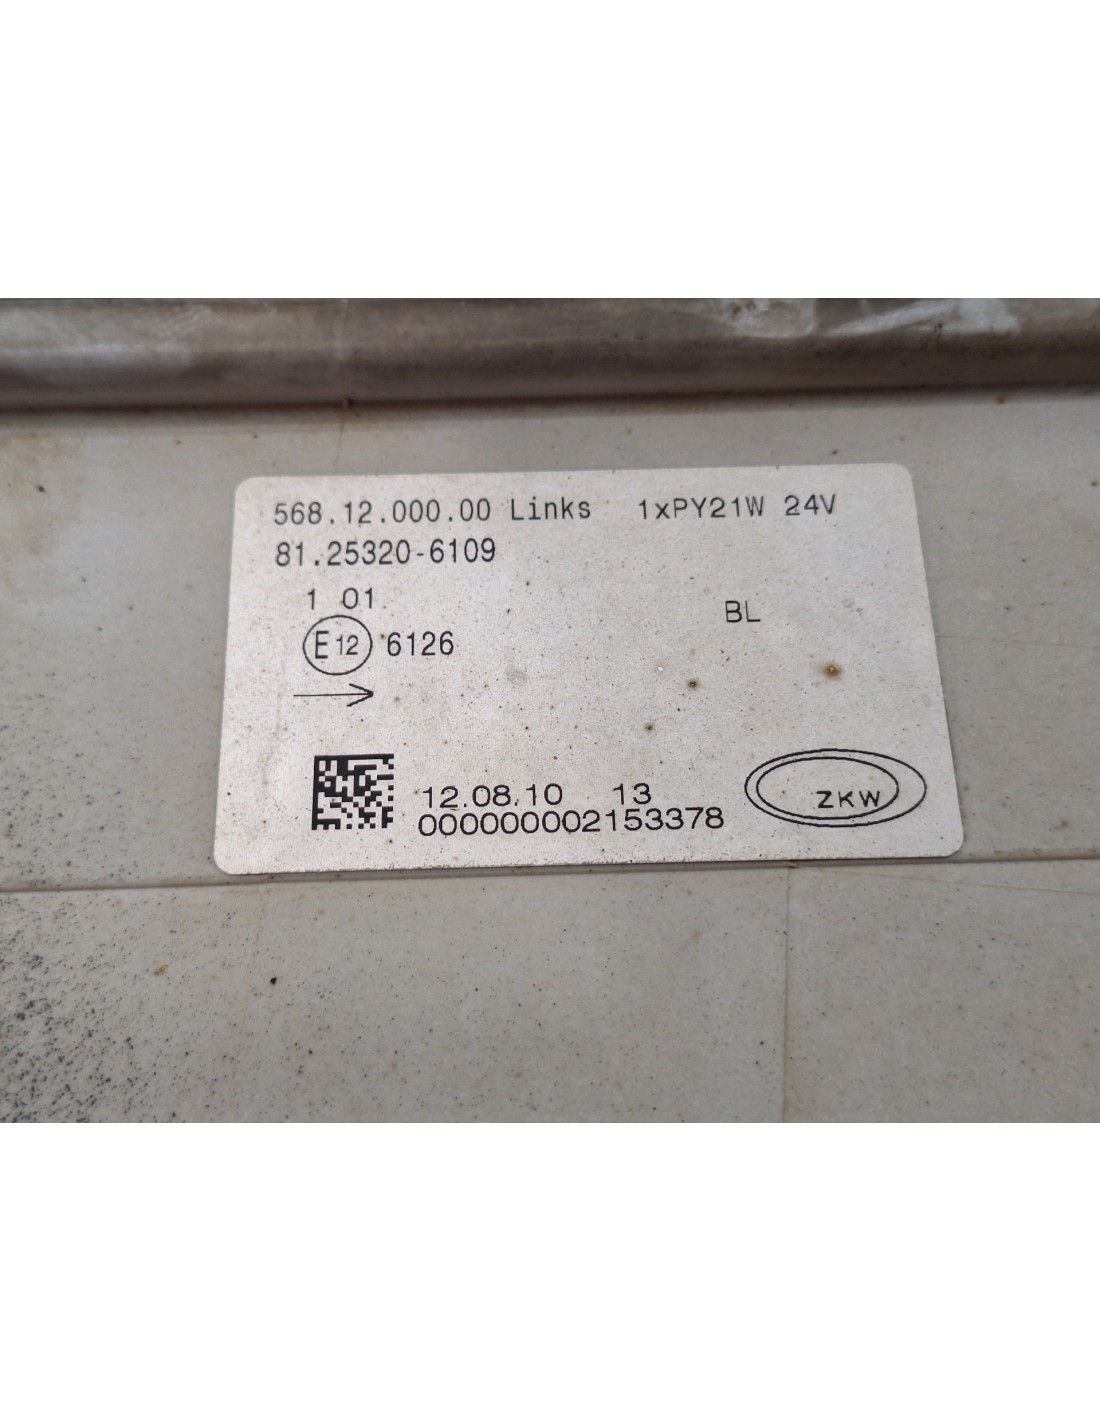 568.12.000.00 Links 1xPY21W 24V
81.25320-6109
1 01
BL
E12 6126
12.08.10 13
000000002153378
ZKW